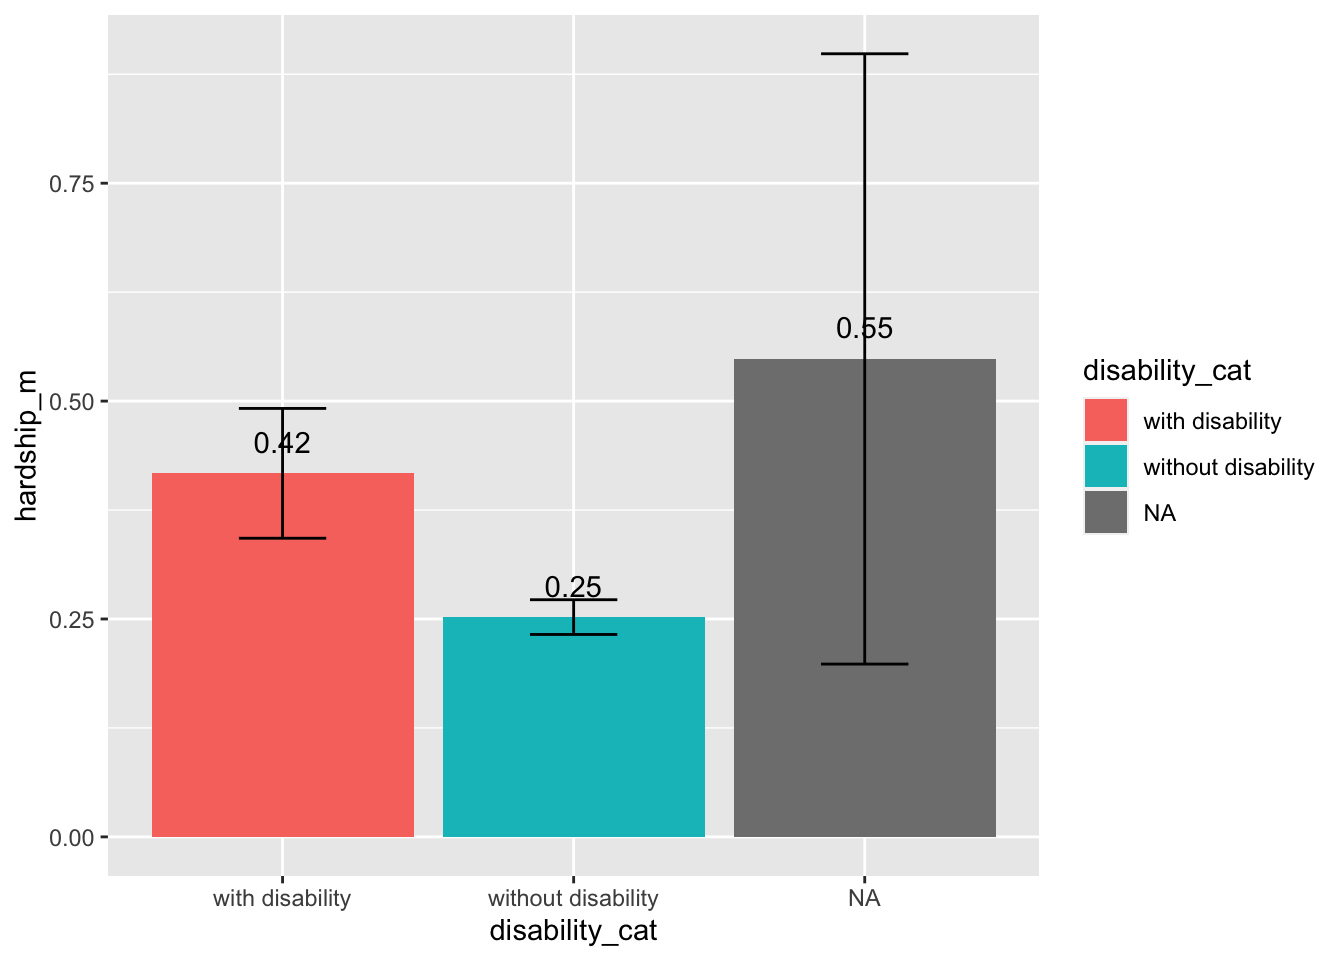 hardship_m
0.75
0.50
0.25
0.00
0.42
0.25
0.55
with disability
without disability
NA
disability_cat
disability_cat
with disability
without disability
NA